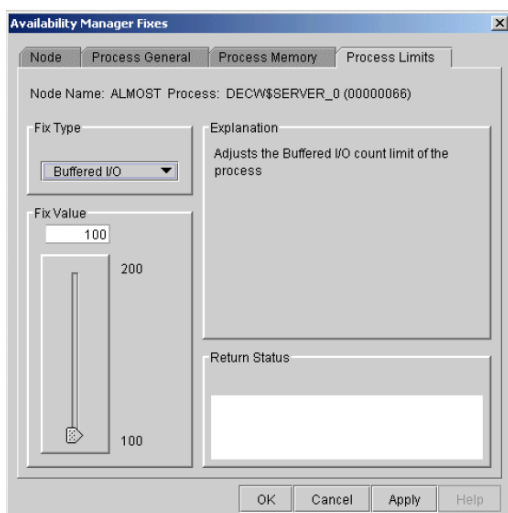 Availability Manager Fixes
Node Process General Process Memory Process Limits
Node Name: ALMOST Process: DECW$SERVER_0 (00000066)
Fix Type
Buffered I/O
Explanation
Adjusts the Buffered I/O count limit of the
process
Fix Value
100
200
100
Return Status
OK Cancel Apply Help